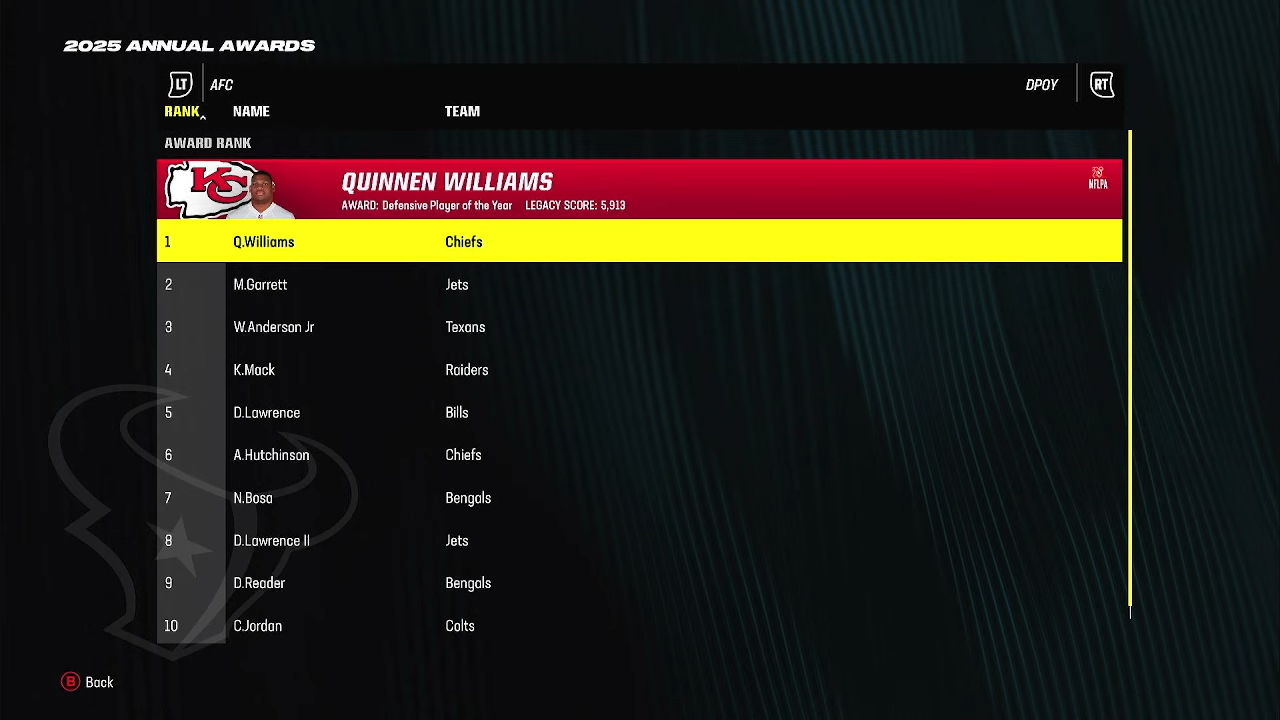 2025 ANNUAL AWARDS
LT AFC DPOY RT
RANK NAME TEAM
AWARD RANK
KC QUINNEN WILLIAMS NFLPA
AWARD: Defensive Player of the Year LEGACY SCORE: 5,913
1 Q.Williams Chiefs
2 M.Garrett Jets
3 W.Anderson Jr Texans
4 K.Mack Raiders
5 D.Lawrence Bills
6 A.Hutchinson Chiefs
7 N.Bosa Bengals
8 D.Lawrence II Jets
9 D.Reader Bengals
10 C.Jordan Colts
B Back